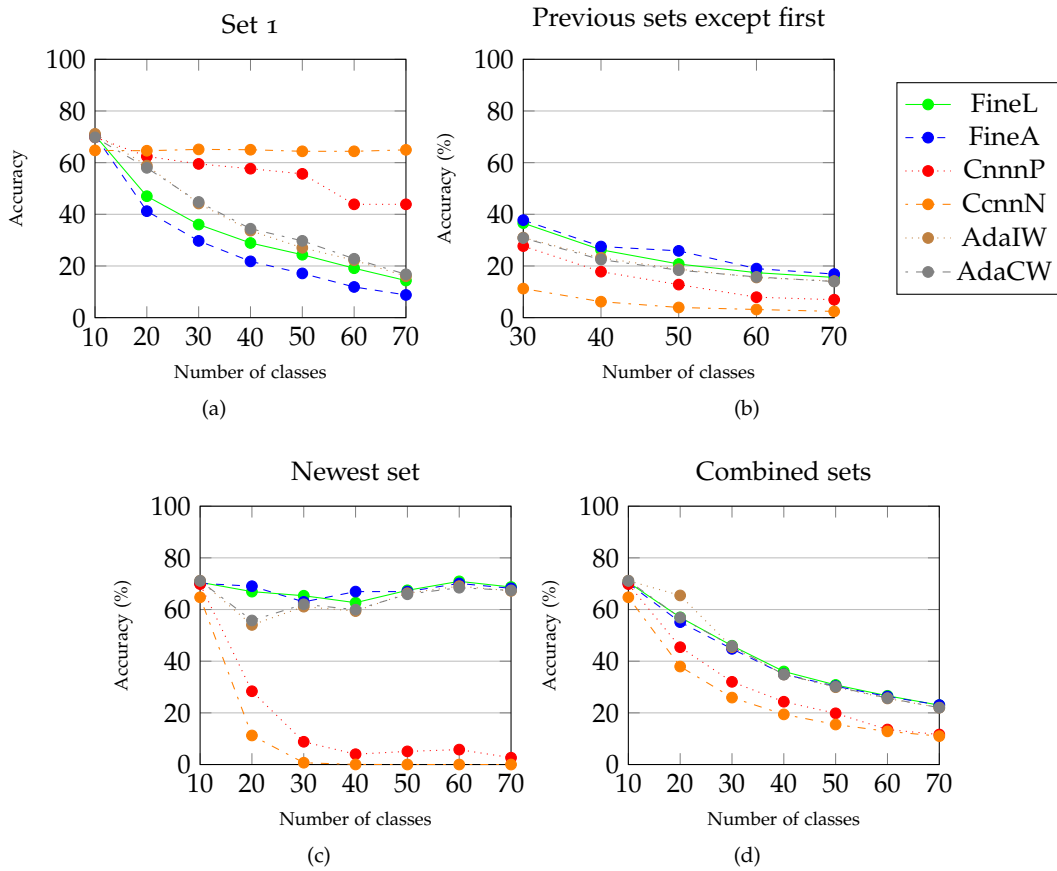 Set 1
100
80
60
40
20
0
10 20 30 40 50 60 70
Accuracy
Number of classes
(a)
Previous sets except first
100
80
60
40
20
0
30 40 50 60 70
Accuracy (%)
Number of classes
(b)
FineL
FineA
CnnnP
CcnnN
AdaIW
AdaCW
Newest set
100
80
60
40
20
0
10 20 30 40 50 60 70
Accuracy (%)
Number of classes
(c)
Combined sets
100
80
60
40
20
0
10 20 30 40 50 60 70
Accuracy (%)
Number of classes
(d)